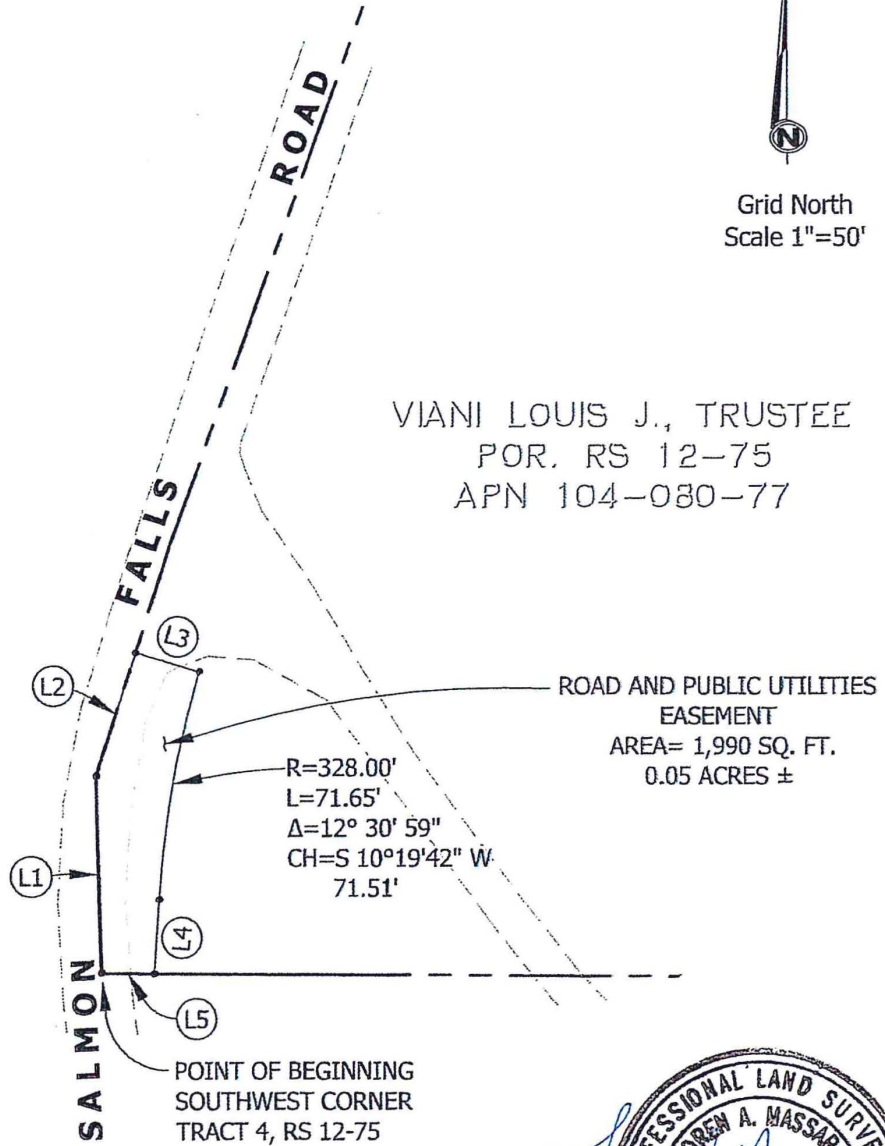 ROAD
FALLS
SALMON
N
Grid North
Scale 1"=50'
VIANI LOUIS J., TRUSTEE
POR. RS 12-75
APN 104-080-77
L3
L2
ROAD AND PUBLIC UTILITIES
EASEMENT
AREA= 1,990 SQ. FT.
0.05 ACRES ±
R=328.00'
L=71.65'
Δ=12° 30' 59"
CH=S 10°19'42" W
71.51'
L1
L4
L5
POINT OF BEGINNING
SOUTHWEST CORNER
TRACT 4, RS 12-75
LAND
A.